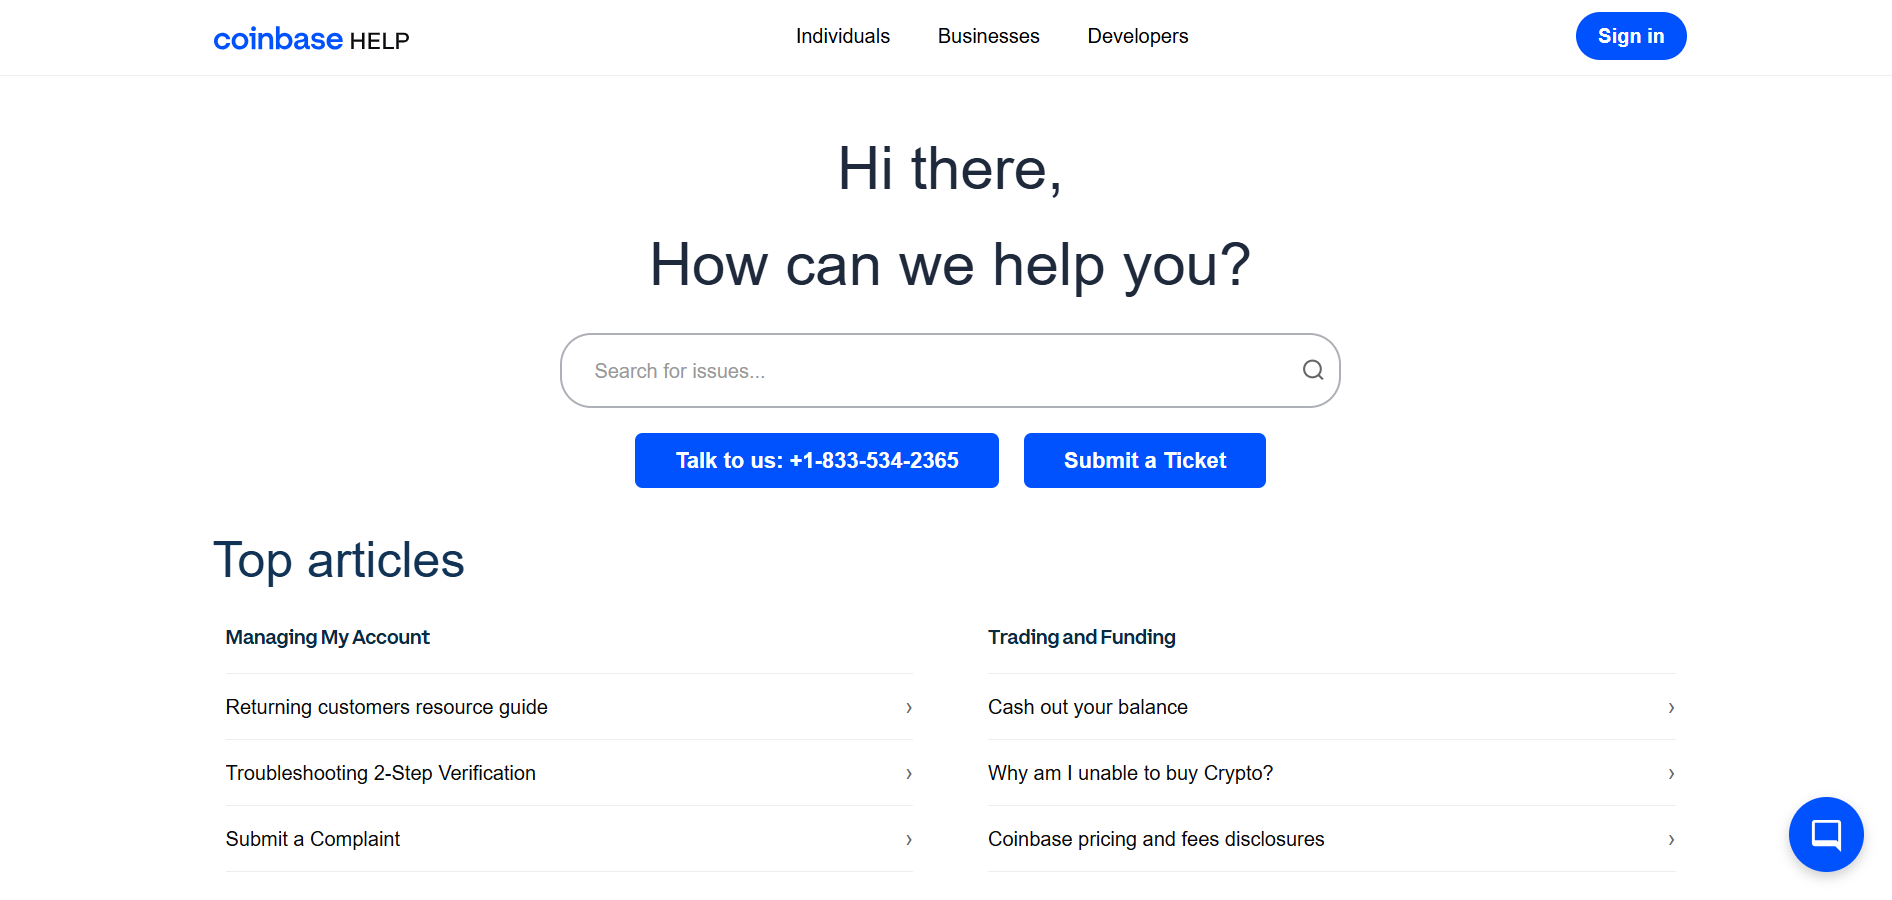 coinbase HELP
Individuals
Businesses
Developers
Sign in
Hi there,
How can we help you?
Search for issues...
Talk to us: +1-833-534-2365
Submit a Ticket
Top articles
Managing My Account
Returning customers resource guide
Troubleshooting 2-Step Verification
Submit a Complaint
Trading and Funding
Cash out your balance
Why am I unable to buy Crypto?
Coinbase pricing and fees disclosures